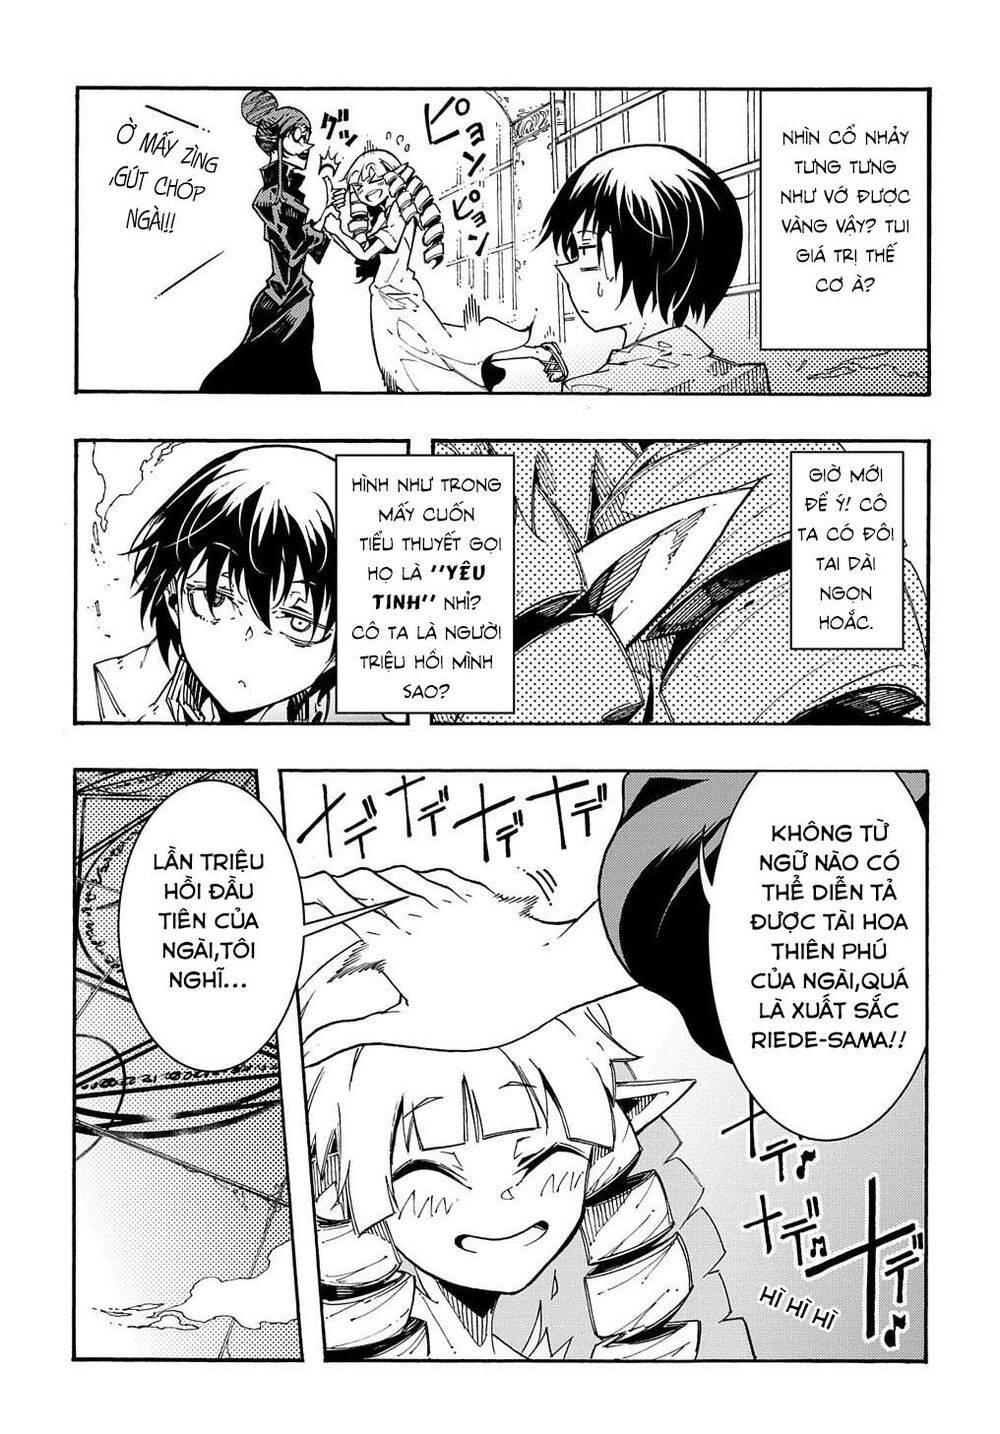 NHÌN CỔ NHẢY
TƯNG TƯNG
NHƯ VỚ ĐƯỢC
VÀNG VẬY? TUI
GIÁ TRỊ THẾ
CƠ À?
ピョン
ピョン
グッ
Ờ MẤY ZÌNG
,GÚT CHÓP
NGÀI!!!
GIỜ MỚI
ĐỂ Ý! CÔ
TA CÓ ĐÔI
TAI DÀI
NGỌN
HOẮC.
HÌNH NHƯ TRONG
MẤY CUỐN
TIỂU THUYẾT GỌI
HỌ LÀ "YÊU
TINH" NHỈ?
CÔ TA LÀ NGƯỜI
TRIỆU HỒI MÌNH
SAO?
KHÔNG TỪ
NGỮ NÀO CÓ
THỂ DIỄN TẢ
ĐƯỢC TÀI HOA
THIÊN PHÚ
CỦA NGÀI,QUÁ
LÀ XUẤT SẮC
RIEDE-SAMA!!
ナデ
ナデ
ナデ
ナデ
LẦN TRIỆU
HỒI ĐẦU
TIÊN CỦA
NGÀI,TÔI
NGHĨ...
ナデ♪
ナデ♫
ナデナデ♪
HÌ HÌ HÌ